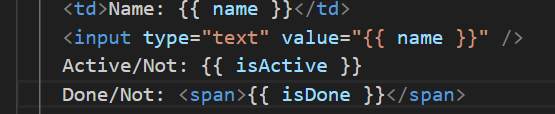 <td>Name: {{ name }}</td>
<input type="text" value="{{ name }}" />
Active/Not: {{ isActive }}
Done/Not: <span>{{ isDone }}</span>